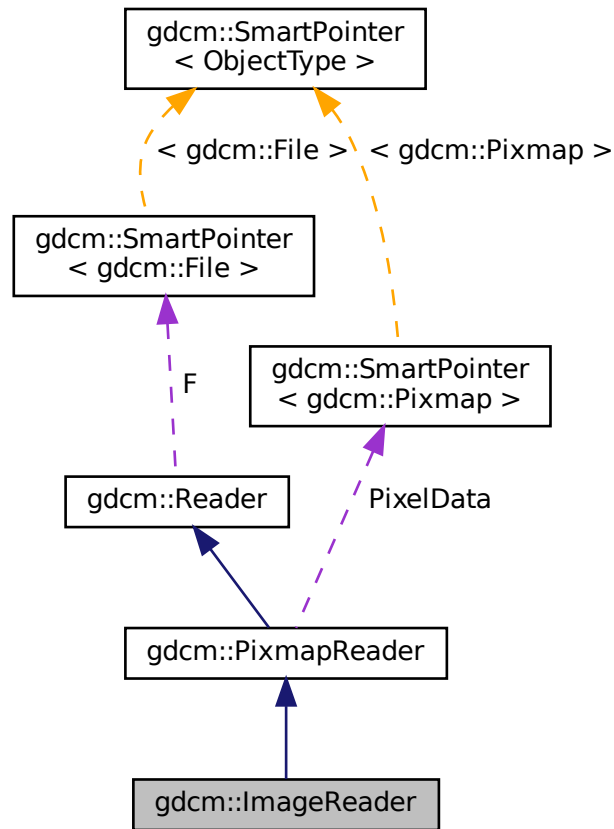 gdcm::SmartPointer
< ObjectType >
< gdcm::File >
< gdcm::Pixmap >
gdcm::SmartPointer
< gdcm::File >
gdcm::SmartPointer
< gdcm::Pixmap >
F
gdcm::Reader
PixelData
gdcm::PixmapReader
gdcm::ImageReader